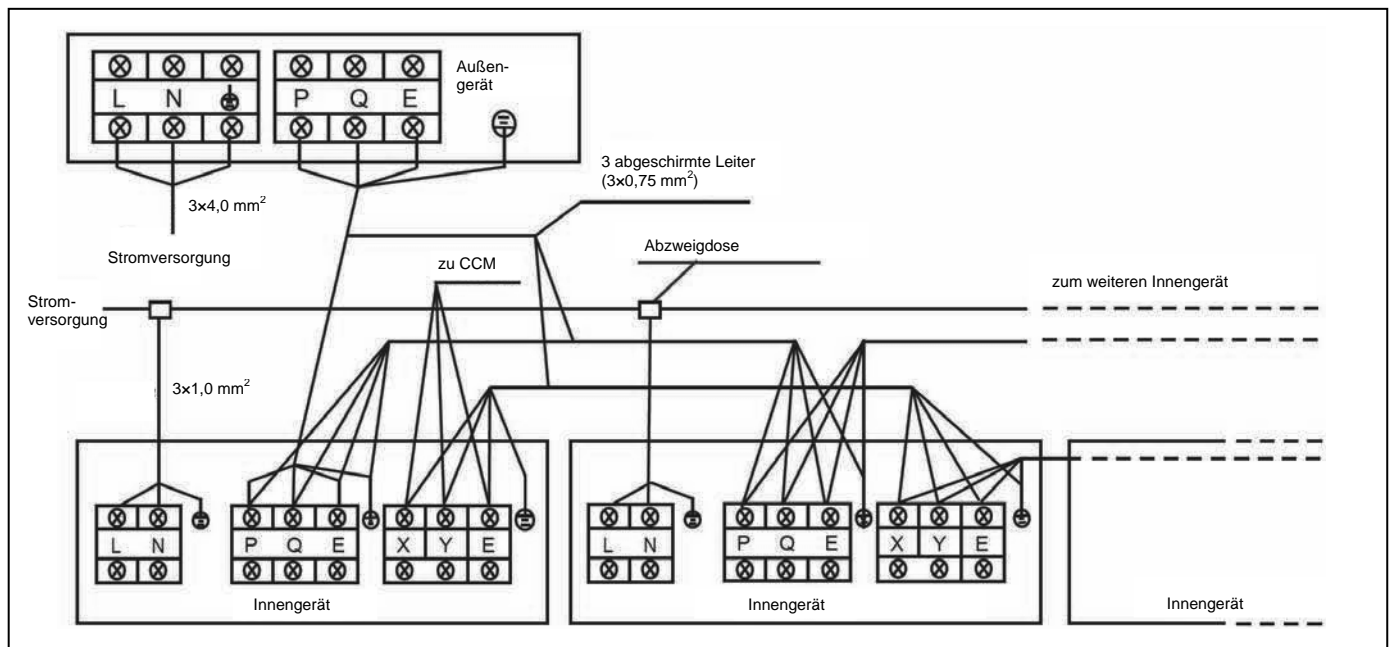 L N
P Q E
Außen-
gerät
3 abgeschirmte Leiter
(3×0,75 mm²)
3×4,0 mm²
Stromversorgung
zu CCM
Abzweigdose
zum weiteren Innengerät
Strom-
versorgung
3×1,0 mm²
L N
P Q E
X Y E
Innengerät
L N
P Q E
X Y E
Innengerät
Innengerät